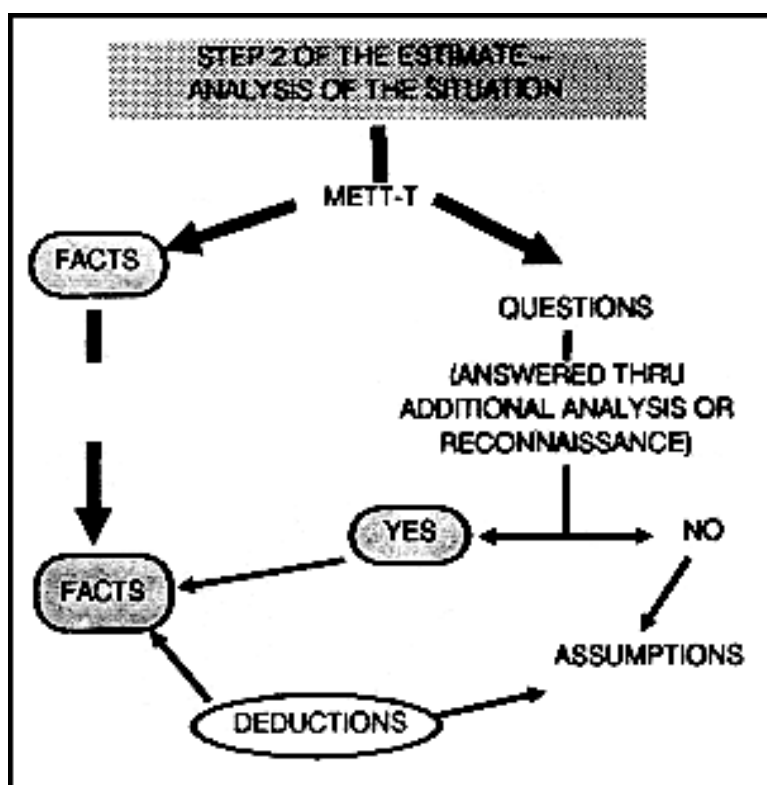 STEP 2 OF THE ESTIMATE—
ANALYSIS OF THE SITUATION
METT-T
FACTS
QUESTIONS
(ANSWERED THRU
ADDITIONAL ANALYSIS OR
RECONNAISSANCE)
YES
NO
FACTS
ASSUMPTIONS
DEDUCTIONS